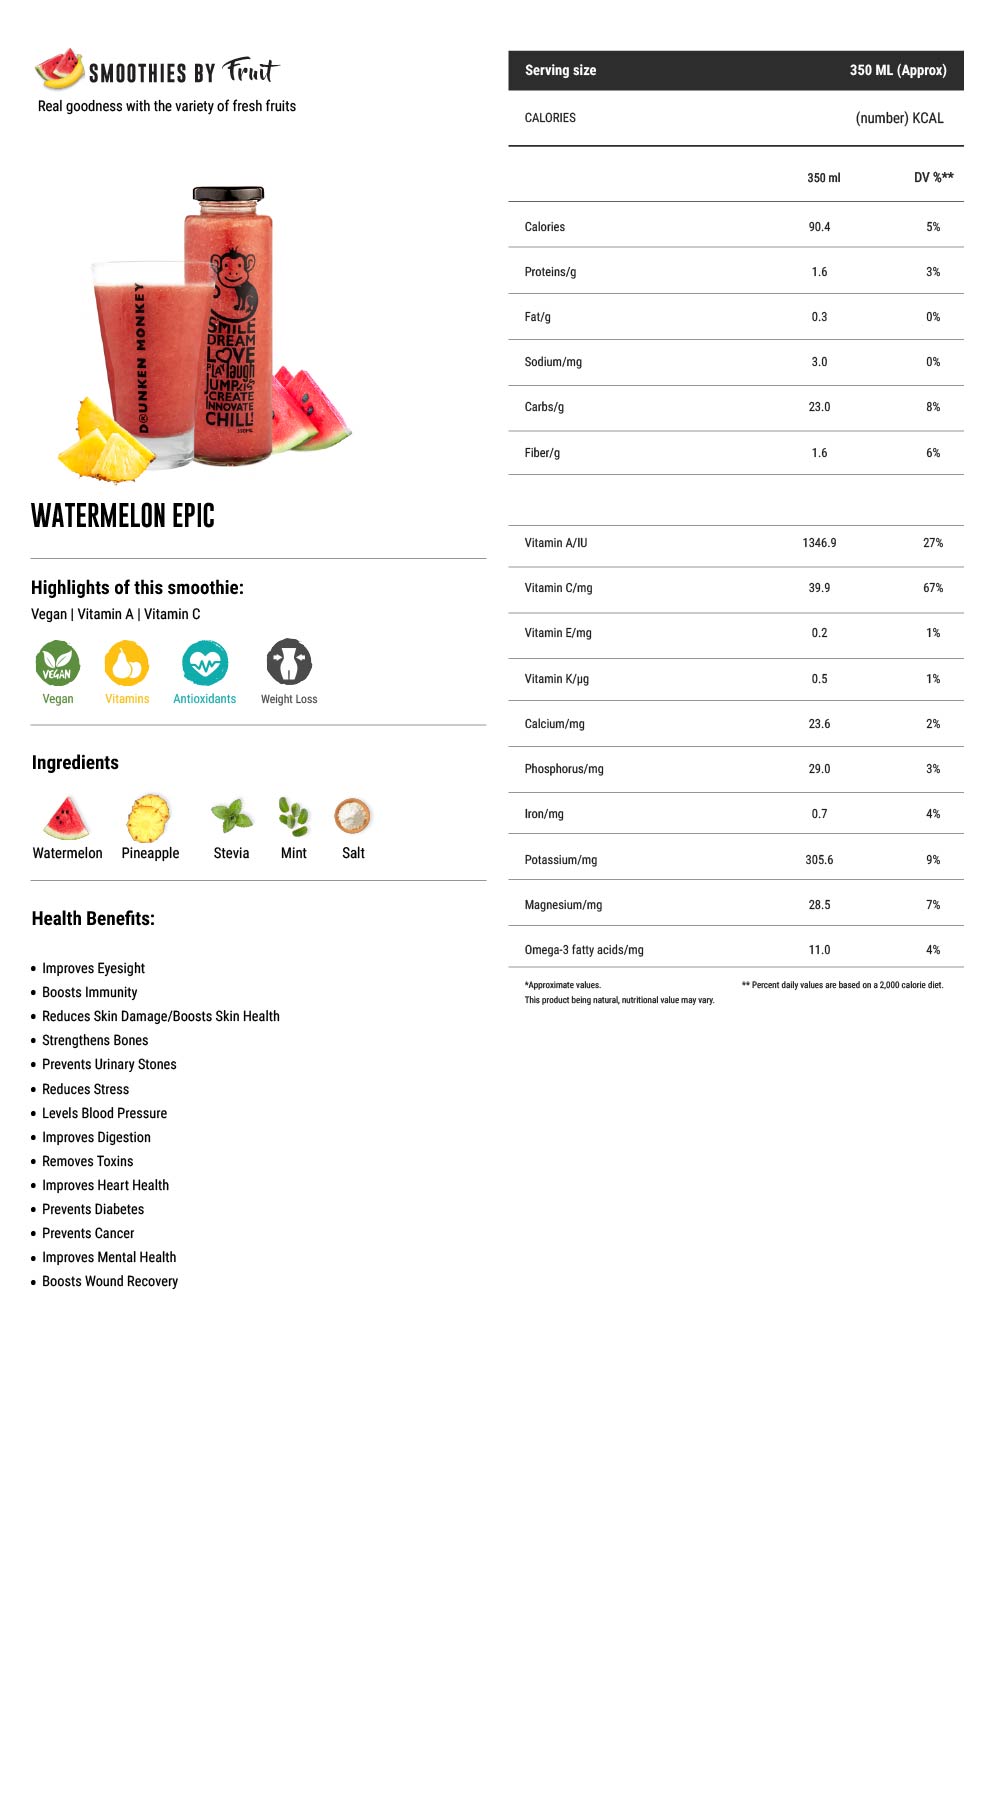 SMOOTHIES BY Fruit
Real goodness with the variety of fresh fruits
DRUNKEN MONKEY
SMILE
DREAM
LOVE
PLAY laugh
JUMP KISS
CREATE
INNOVATE
CHILL!
350ML
WATERMELON EPIC
Highlights of this smoothie:
Vegan | Vitamin A | Vitamin C
VEGAN
Vegan Vitamins Antioxidants Weight Loss
Ingredients
Watermelon Pineapple Stevia Mint Salt
Health Benefits:
• Improves Eyesight
• Boosts Immunity
• Reduces Skin Damage/Boosts Skin Health
• Strengthens Bones
• Prevents Urinary Stones
• Reduces Stress
• Levels Blood Pressure
• Improves Digestion
• Removes Toxins
• Improves Heart Health
• Prevents Diabetes
• Prevents Cancer
• Improves Mental Health
• Boosts Wound Recovery
Serving size 350 ML (Approx)
CALORIES (number) KCAL
350 ml DV %**
Calories 90.4 5%
Proteins/g 1.6 3%
Fat/g 0.3 0%
Sodium/mg 3.0 0%
Carbs/g 23.0 8%
Fiber/g 1.6 6%
Vitamin A/IU 1346.9 27%
Vitamin C/mg 39.9 67%
Vitamin E/mg 0.2 1%
Vitamin K/µg 0.5 1%
Calcium/mg 23.6 2%
Phosphorus/mg 29.0 3%
Iron/mg 0.7 4%
Potassium/mg 305.6 9%
Magnesium/mg 28.5 7%
Omega-3 fatty acids/mg 11.0 4%
*Approximate values. ** Percent daily values are based on a 2,000 calorie diet.
This product being natural, nutritional value may vary.